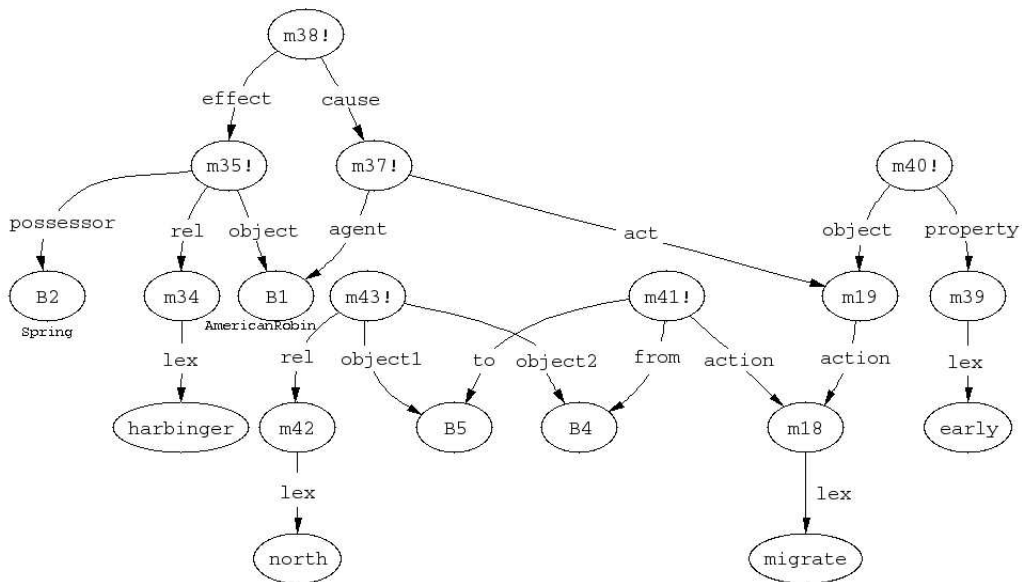 m38!
effect cause
m35! m37! m40!
possessor rel object agent act object property
B2 m34 B1 m43! m41! m19 m39
Spring AmericanRobin
lex rel object1 to object2 from action action lex
harbinger m42 B5 B4 m18 early
lex lex
north migrate